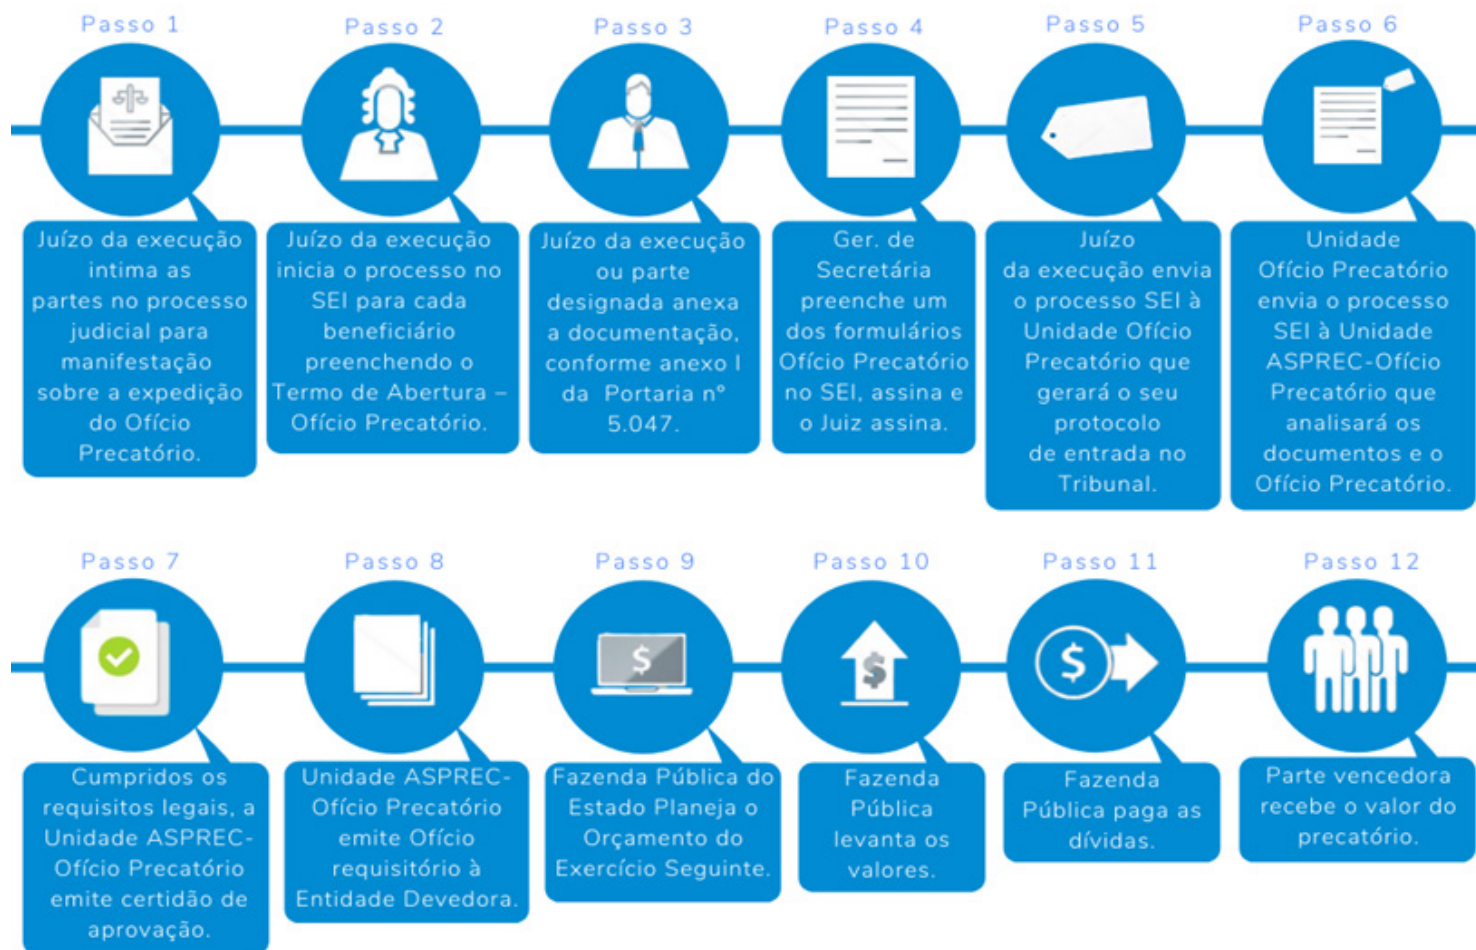 Passo 1
Juízo da execução
intima as
partes no processo
judicial para
manifestação
sobre a expedição
do Ofício
Precatório.
Passo 2
Juízo da execução
inicia o processo no
SEI para cada
beneficiário
preenchendo o
Termo de Abertura –
Ofício Precatório.
Passo 3
Juízo da execução
ou parte
designada anexa
a documentação,
conforme anexo I
da Portaria nº
5.047.
Passo 4
Ger. de
Secretária
preenche um
dos formulários
Ofício Precatório
no SEI, assina e
o Juiz assina.
Passo 5
Juízo
da execução envia
o processo SEI à
Unidade Ofício
Precatório que
gerará o seu
protocolo
de entrada no
Tribunal.
Passo 6
Unidade
Ofício Precatório
envia o processo
SEI à Unidade
ASPREC-Ofício
Precatório que
analisará os
documentos e o
Ofício Precatório.
Passo 7
Cumpridos os
requisitos legais, a
Unidade ASPREC-
Ofício Precatório
emite certidão de
aprovação.
Passo 8
Unidade ASPREC-
Ofício Precatório
emite Ofício
requisitório à
Entidade Devedora.
Passo 9
$
Fazenda Pública do
Estado Planeja o
Orçamento do
Exercício Seguinte.
Passo 10
$
Fazenda
Pública
levanta os
valores.
Passo 11
$
Fazenda
Pública paga as
dívidas.
Passo 12
Parte vencedora
recebe o valor do
precatório.